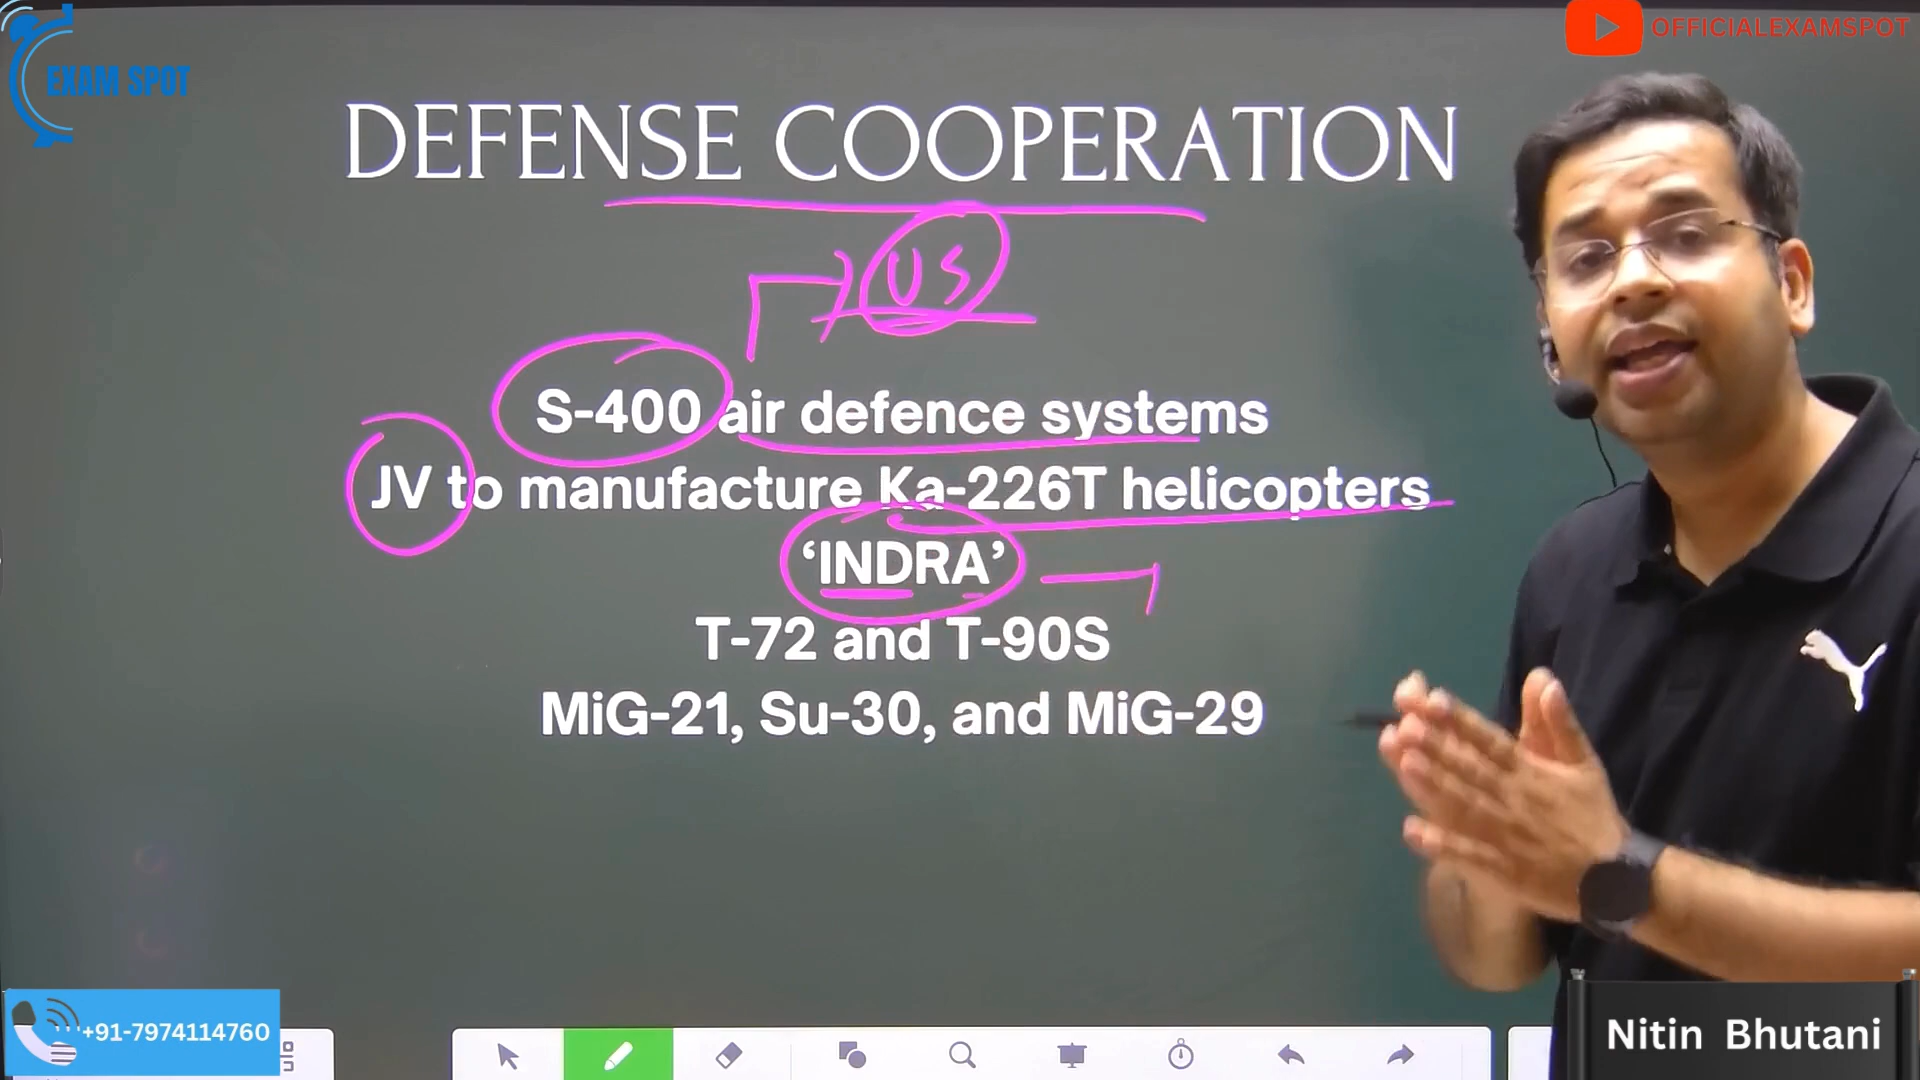 EXAM SPOT
OFFICIALEXAMSPOT
DEFENSE COOPERATION
US
S-400 air defence systems
JV to manufacture Ka-226T helicopters
‘INDRA’
T-72 and T-90S
MiG-21, Su-30, and MiG-29
+91-7974114760
Nitin Bhutani